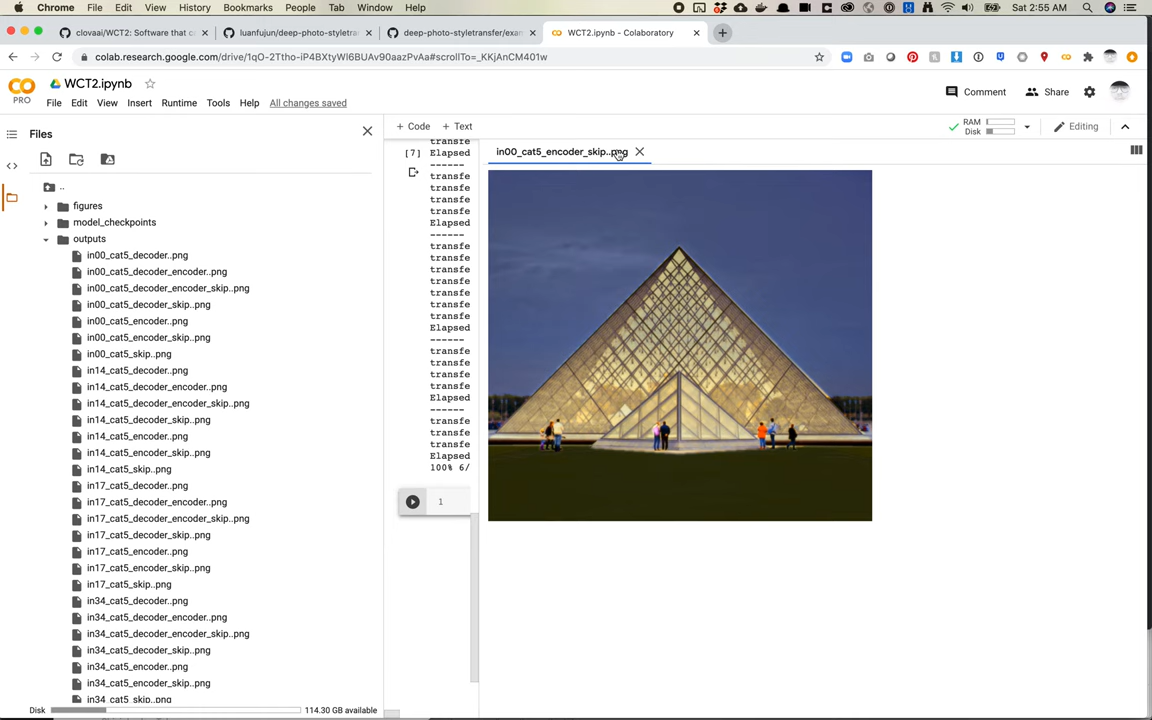 Chrome File Edit View History Bookmarks People Tab Window Help Sat 2:55 AM
clovaai/WCT2: Software that c luanfujun/deep-photo-styletra deep-photo-styletransfer/exam WCT2.ipynb - Colaboratory
colab.research.google.com/drive/1qO-2Ttho-iP4BXtyWl6BUAv90aazPvAa#scrollTo=_KKjAnCM401w
WCT2.ipynb
PRO
File Edit View Insert Runtime Tools Help All changes saved
Comment Share
Files
+ Code + Text
RAM
Disk
Editing
..
figures
model_checkpoints
outputs
in00_cat5_decoder..png
in00_cat5_decoder_encoder..png
in00_cat5_decoder_encoder_skip..png
in00_cat5_decoder_skip..png
in00_cat5_encoder..png
in00_cat5_encoder_skip..png
in00_cat5_skip..png
in14_cat5_decoder..png
in14_cat5_decoder_encoder..png
in14_cat5_decoder_encoder_skip..png
in14_cat5_decoder_skip..png
in14_cat5_encoder..png
in14_cat5_encoder_skip..png
in14_cat5_skip..png
in17_cat5_decoder..png
in17_cat5_decoder_encoder..png
in17_cat5_decoder_encoder_skip..png
in17_cat5_decoder_skip..png
in17_cat5_encoder..png
in17_cat5_encoder_skip..png
in17_cat5_skip..png
in34_cat5_decoder..png
in34_cat5_decoder_encoder..png
in34_cat5_decoder_encoder_skip..png
in34_cat5_decoder_skip..png
in34_cat5_encoder..png
in34_cat5_encoder_skip..png
in34_cat5_skip..png
Disk 114.30 GB available
transfe
[7] Elapsed
------
transfe
transfe
transfe
transfe
Elapsed
------
transfe
transfe
transfe
transfe
transfe
transfe
transfe
Elapsed
------
transfe
transfe
transfe
transfe
Elapsed
------
transfe
transfe
transfe
Elapsed
100% 6/
1
in00_cat5_encoder_skip..png